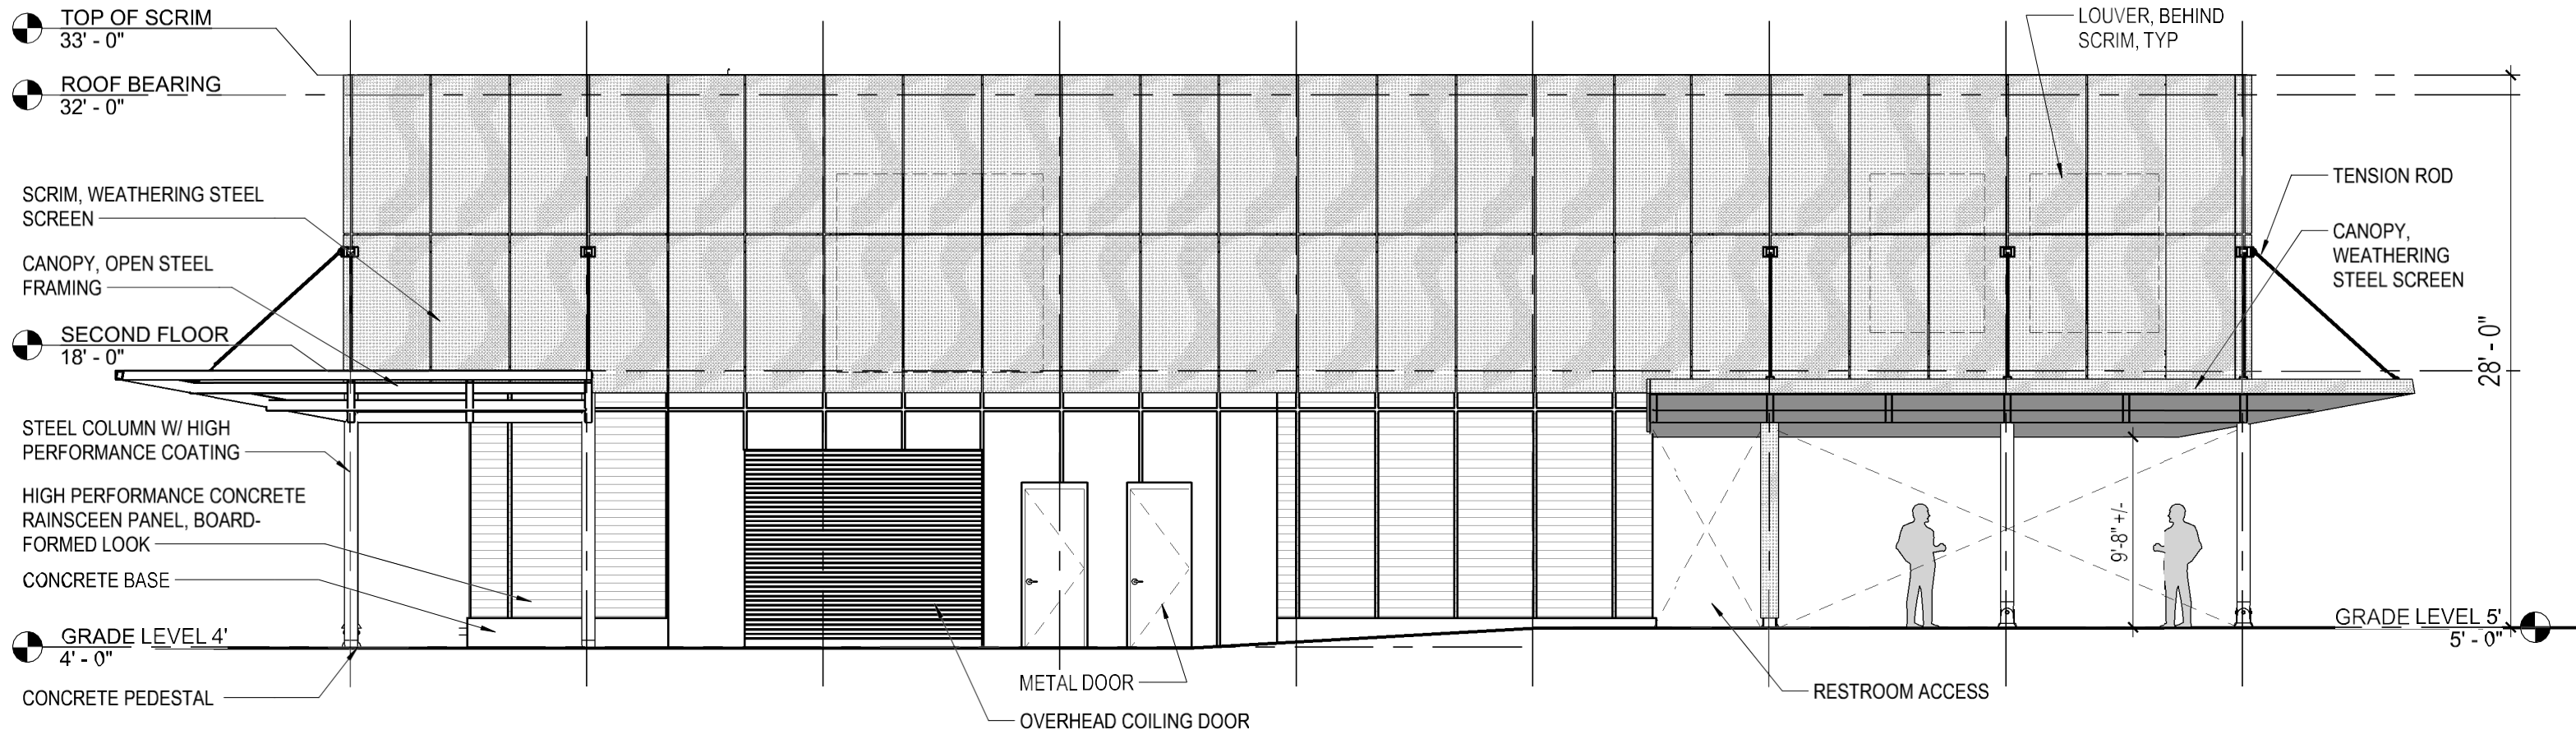 TOP OF SCRIM
33' - 0"
ROOF BEARING
32' - 0"
SCRIM, WEATHERING STEEL
SCREEN
CANOPY, OPEN STEEL
FRAMING
SECOND FLOOR
18' - 0"
STEEL COLUMN W/ HIGH
PERFORMANCE COATING
HIGH PERFORMANCE CONCRETE
RAINSCEEN PANEL, BOARD-
FORMED LOOK
CONCRETE BASE
GRADE LEVEL 4'
4' - 0"
CONCRETE PEDESTAL
METAL DOOR
OVERHEAD COILING DOOR
LOUVER, BEHIND
SCRIM, TYP
TENSION ROD
CANOPY,
WEATHERING
STEEL SCREEN
28' - 0"
9'-8" +/-
GRADE LEVEL 5'
5' - 0"
RESTROOM ACCESS